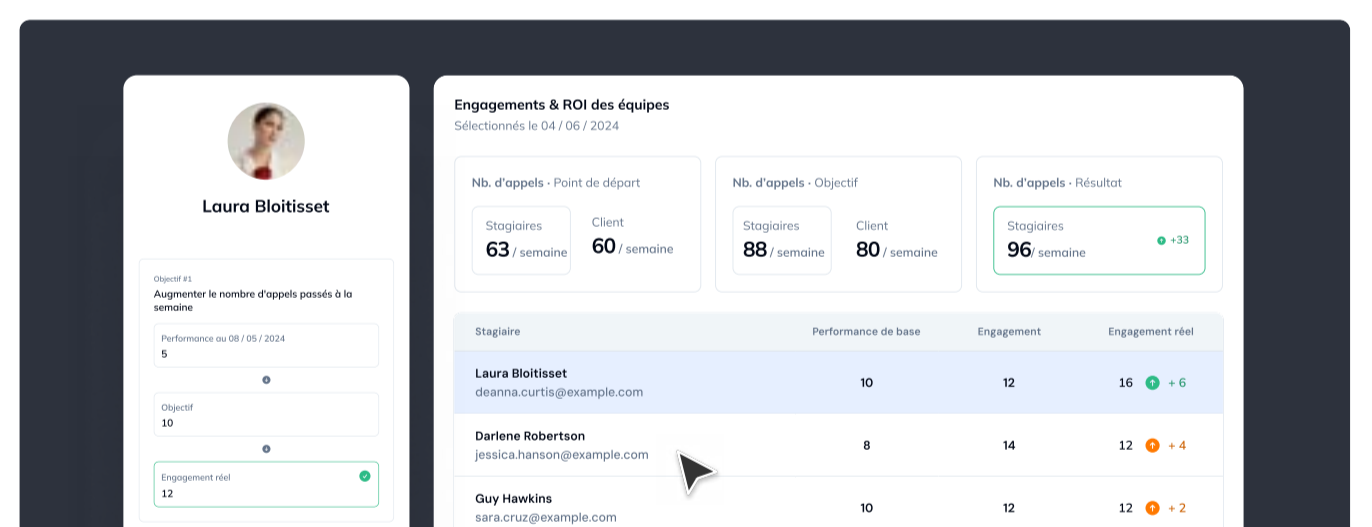 Laura Bloitisset
Objectif #1
Augmenter le nombre d'appels passés à la
semaine
Performance au 08 / 05 / 2024
5
Objectif
10
Engagement réel
12
Engagements & ROI des équipes
Sélectionnés le 04 / 06 / 2024
Nb. d'appels · Point de départ
Stagiaires
63 / semaine
Client
60 / semaine
Nb. d'appels · Objectif
Stagiaires
88 / semaine
Client
80 / semaine
Nb. d'appels · Résultat
Stagiaires
96/ semaine
+33
Stagiaire Performance de base Engagement Engagement réel
Laura Bloitisset
deanna.curtis@example.com
10 12 16 + 6
Darlene Robertson
jessica.hanson@example.com
8 14 12 + 4
Guy Hawkins
sara.cruz@example.com
10 12 12 + 2